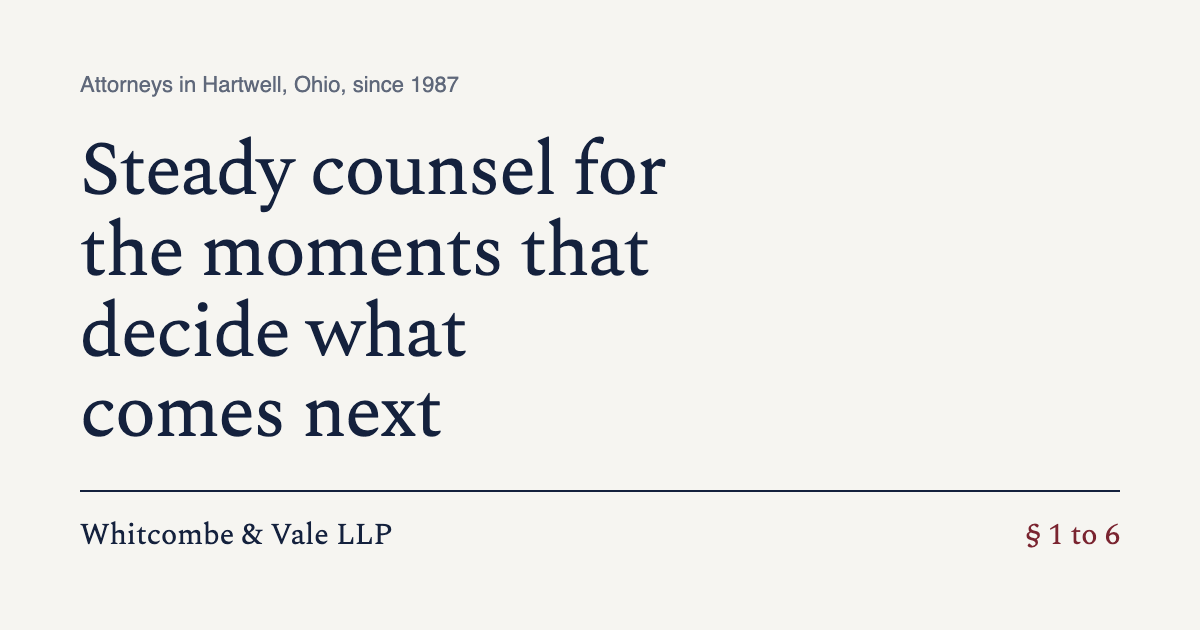 Attorneys in Hartwell, Ohio, since 1987
Steady counsel for
the moments that
decide what
comes next
Whitcombe & Vale LLP
§ 1 to 6